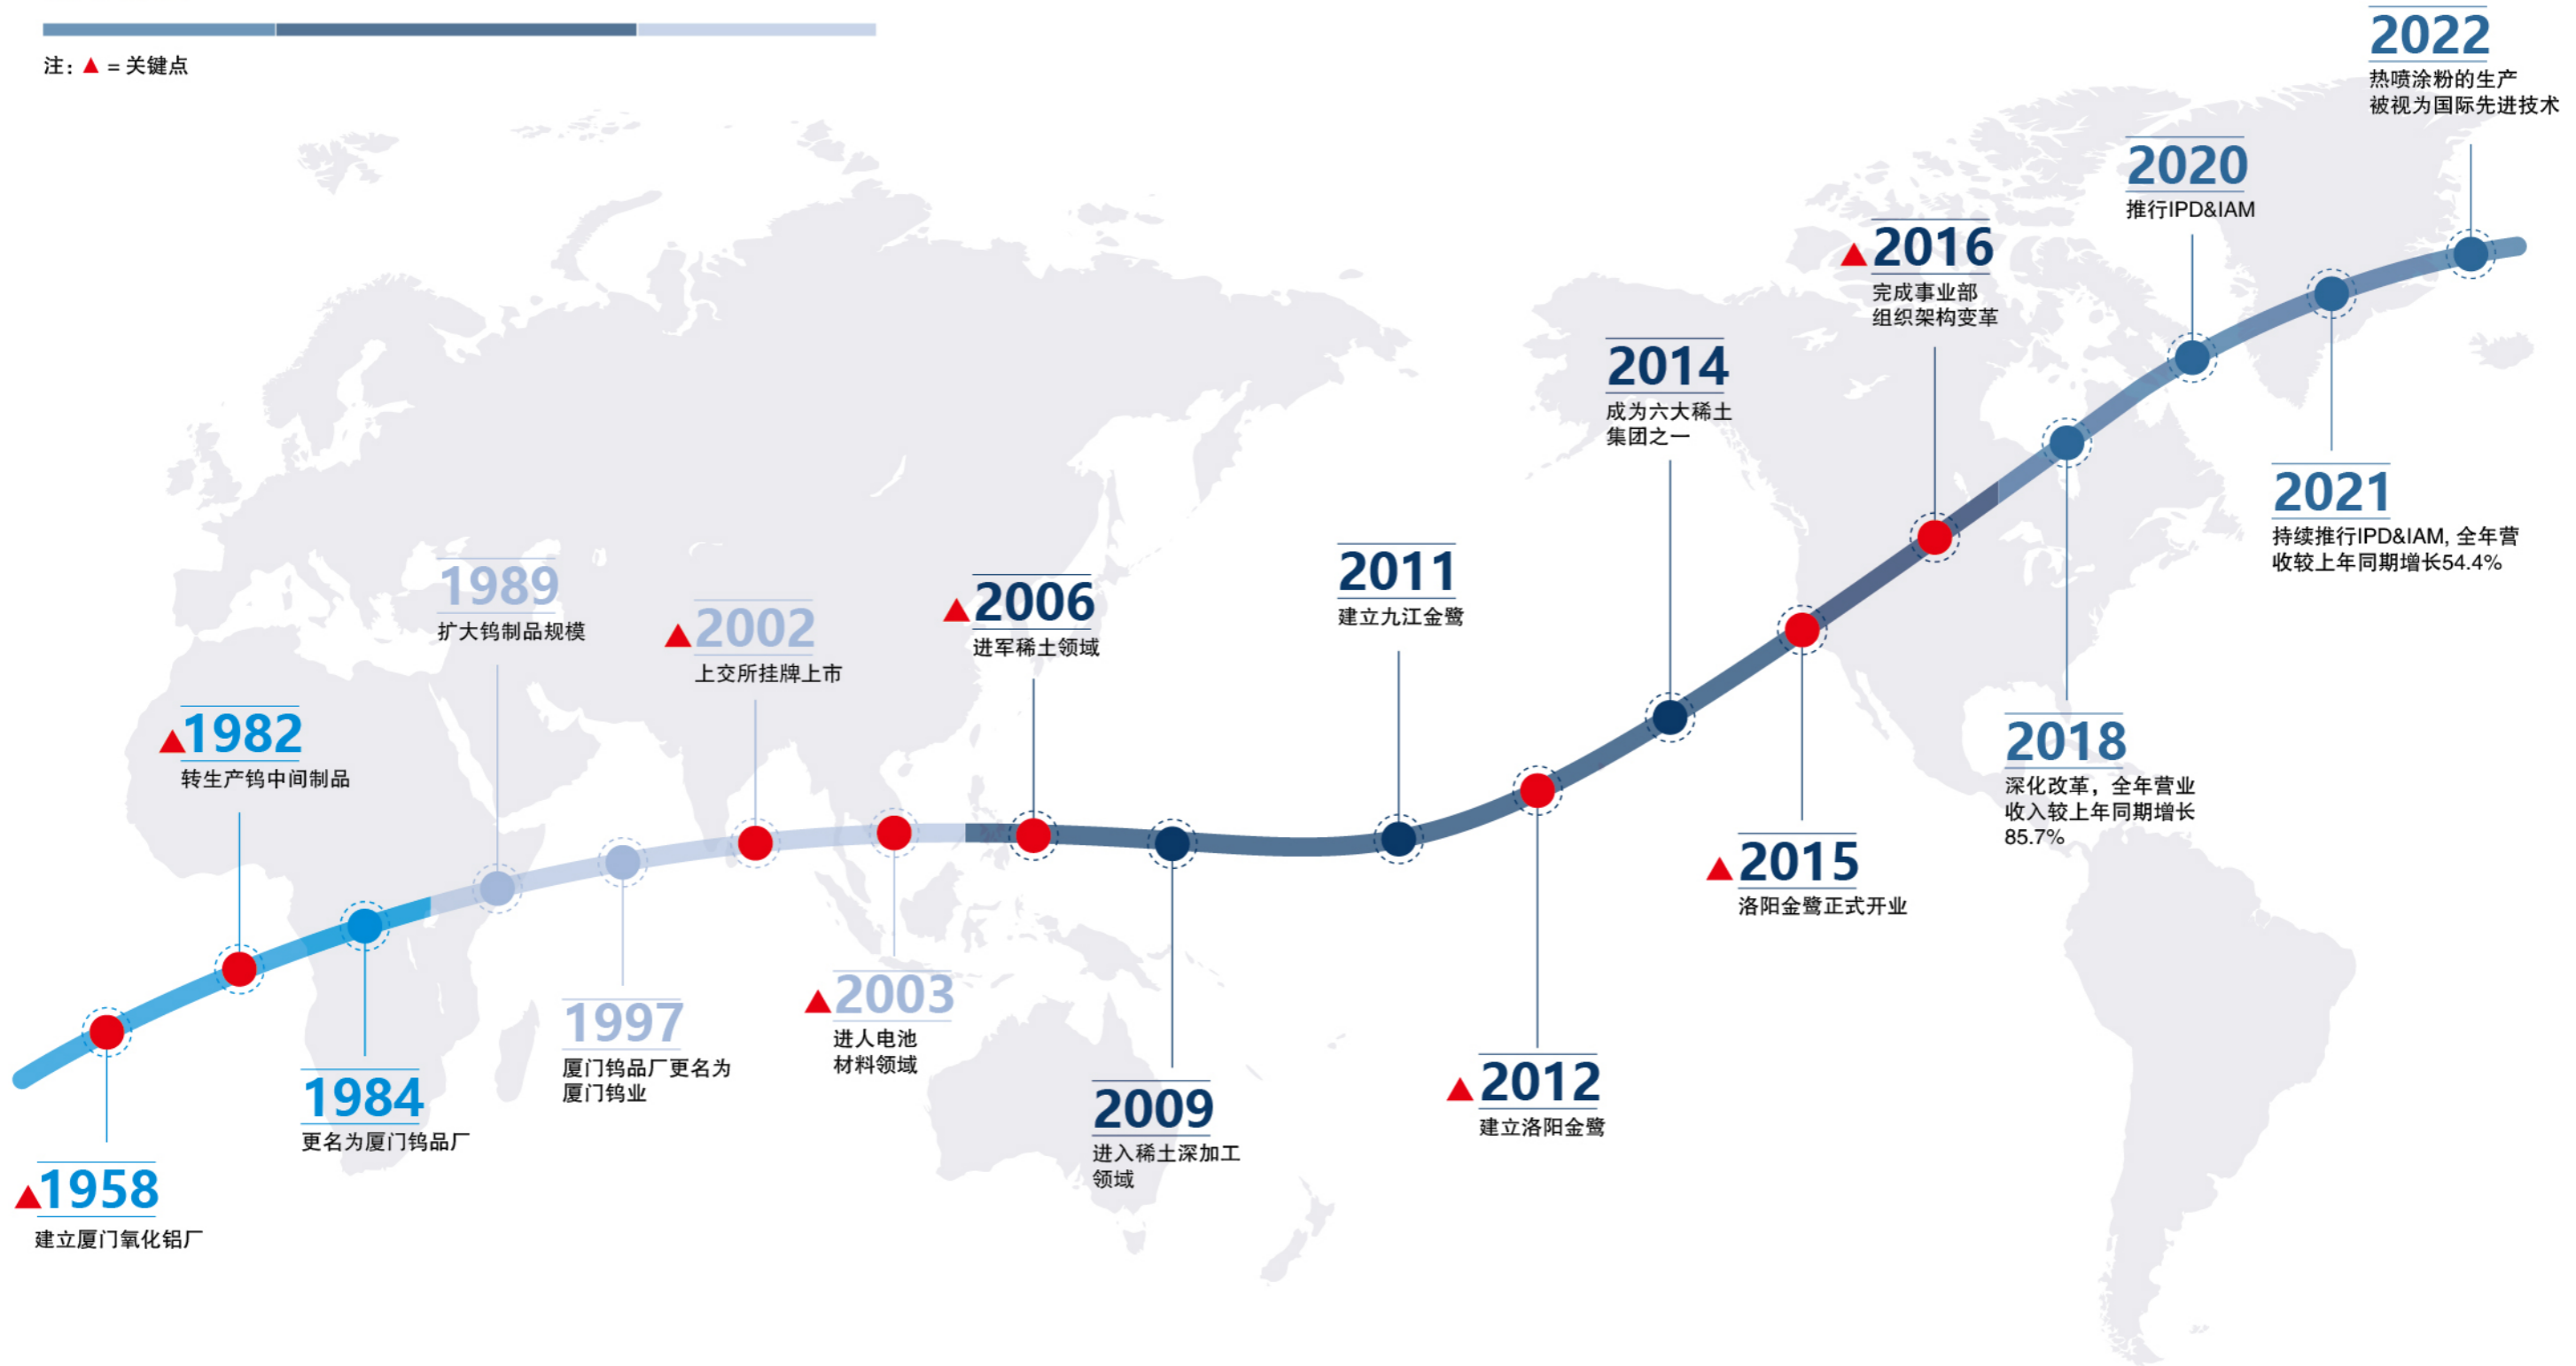 注: ▲ = 关键点
▲1958
建立厦门氧化铝厂
▲1982
转生产钨中间制品
1984
更名为厦门钨品厂
1989
扩大钨制品规模
1997
厦门钨品厂更名为
厦门钨业
▲2002
上交所挂牌上市
▲2003
进人电池
材料领域
▲2006
进军稀土领域
2009
进入稀土深加工
领域
2011
建立九江金鹭
▲2012
建立洛阳金鹭
2014
成为六大稀土
集团之一
▲2015
洛阳金鹭正式开业
▲2016
完成事业部
组织架构变革
2018
深化改革，全年营业
收入较上年同期增长
85.7%
2020
推行IPD&IAM
2021
持续推行IPD&IAM, 全年营
收较上年同期增长54.4%
2022
热喷涂粉的生产
被视为国际先进技术